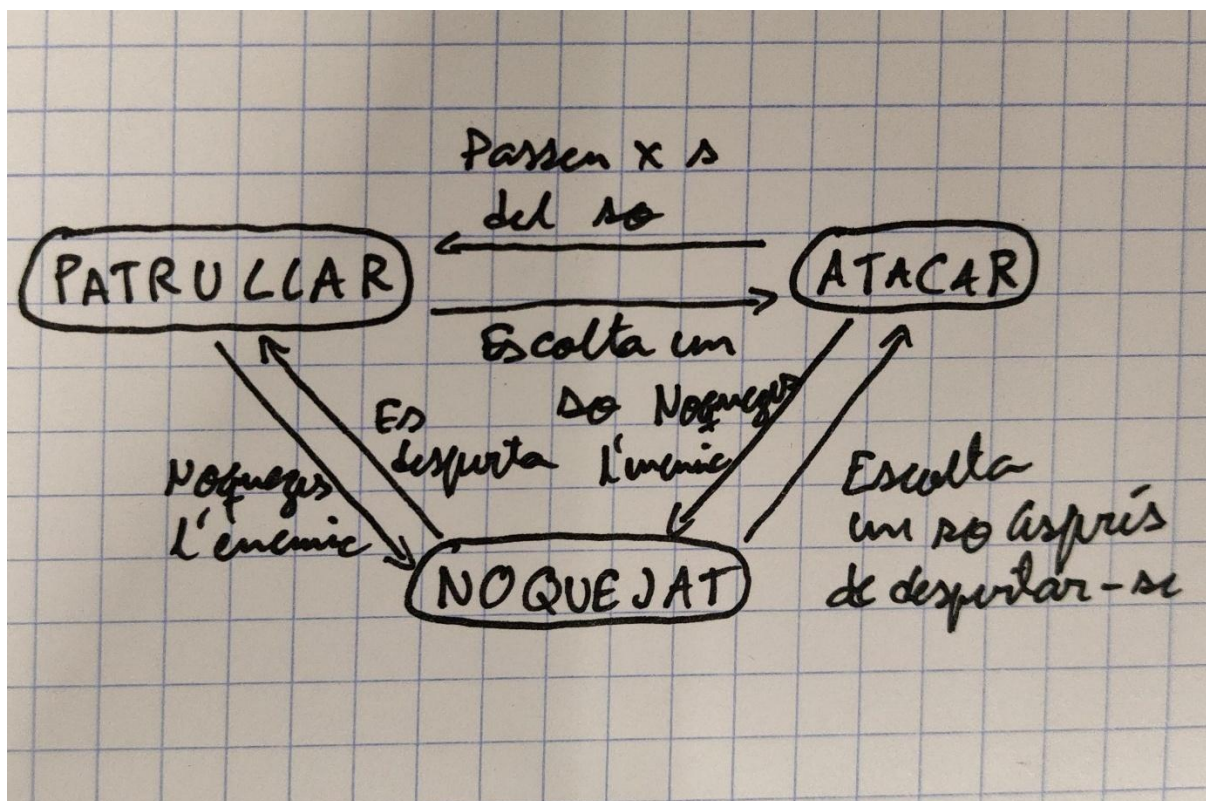 Passen x s
del so
PATRULLAR
ATACAR
Escolta un
so
Es
desperta
Noqueges
l'enemic
Noqueges
l'enemic
Escolta
un so després
de despertar-se
NOQUEJAT